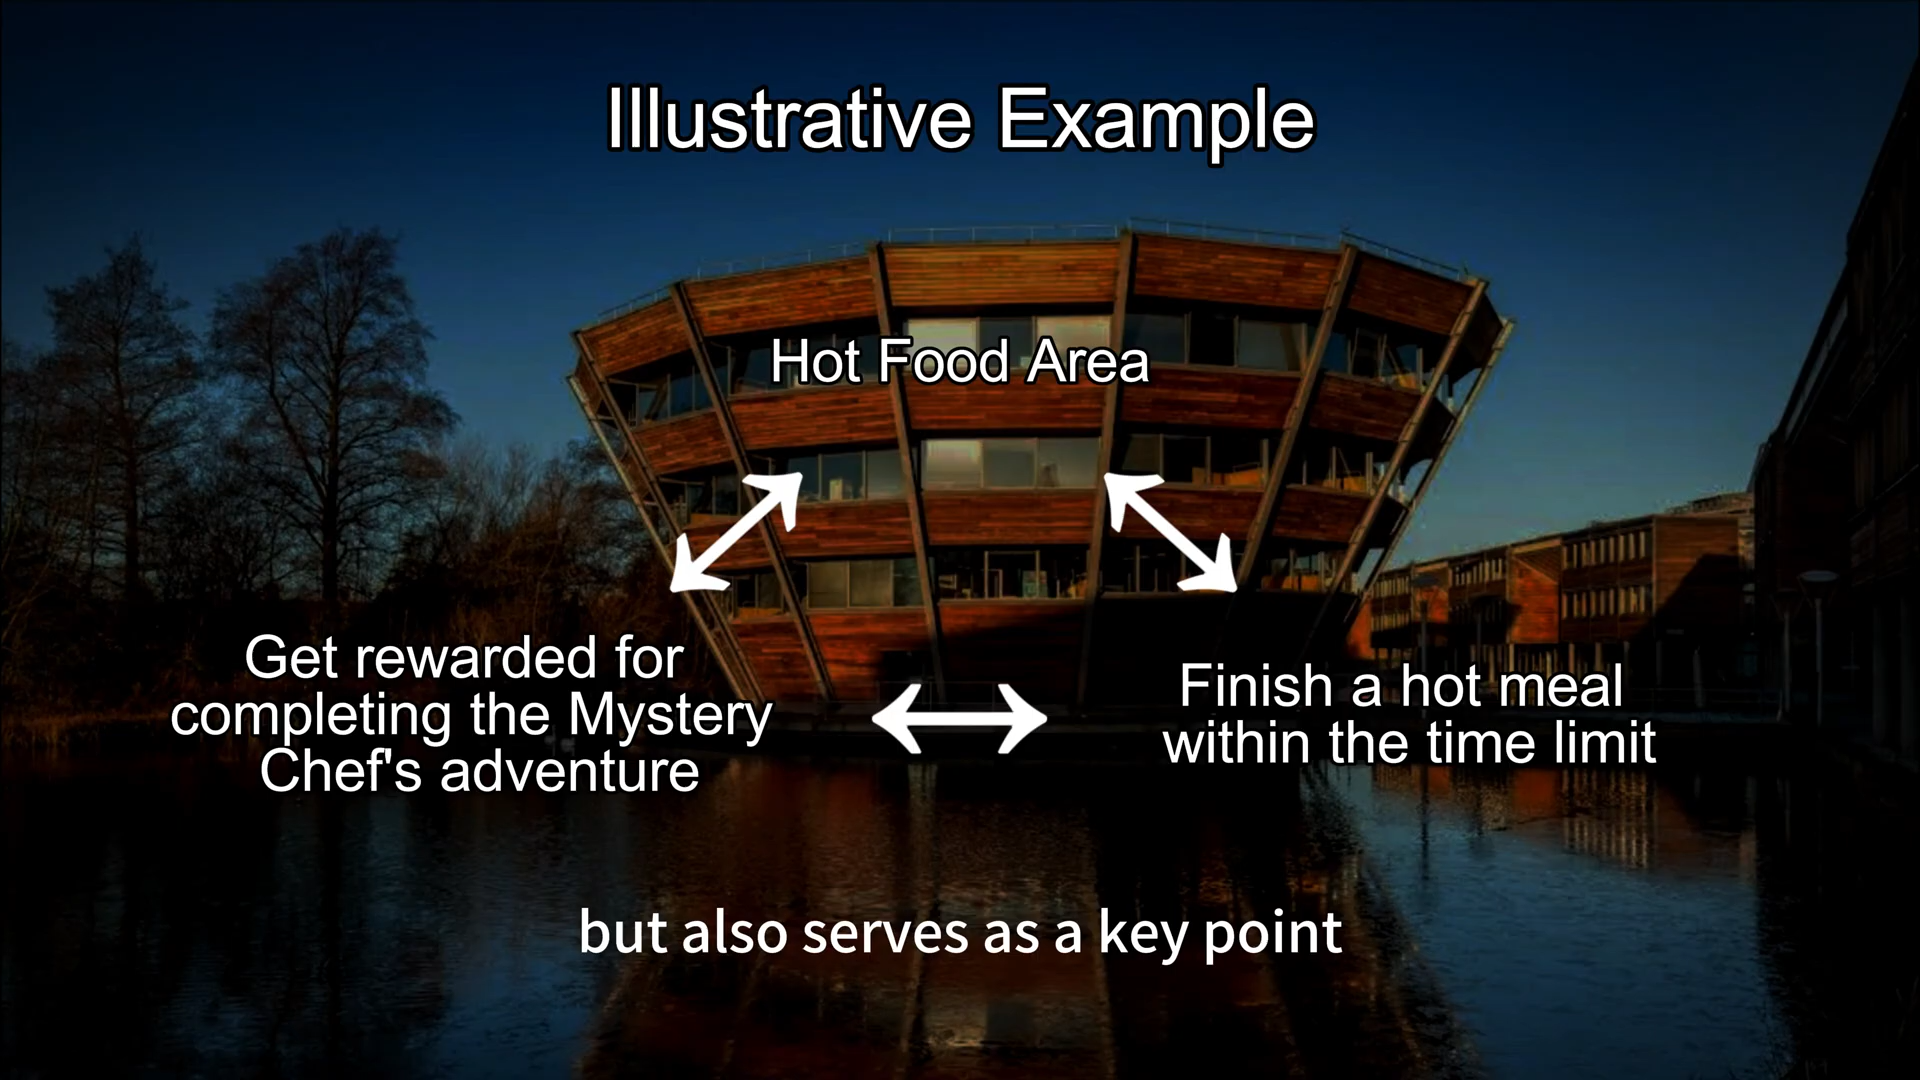 Illustrative Example
Hot Food Area
Get rewarded for
completing the Mystery
Chef's adventure
Finish a hot meal
within the time limit
but also serves as a key point